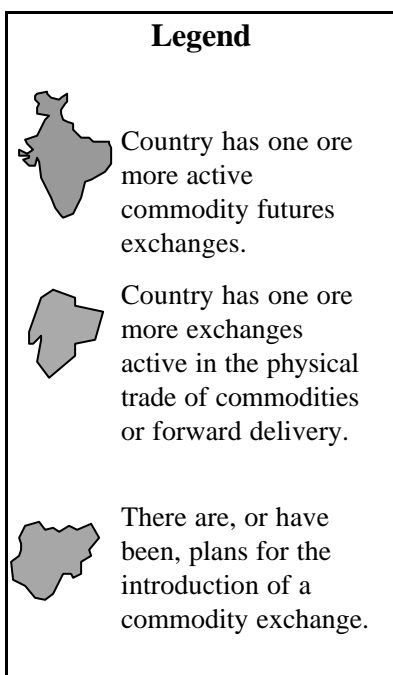 Legend
Country has one ore
more active
commodity futures
exchanges.
Country has one ore
more exchanges
active in the physical
trade of commodities
or forward delivery.
There are, or have
been, plans for the
introduction of a
commodity exchange.